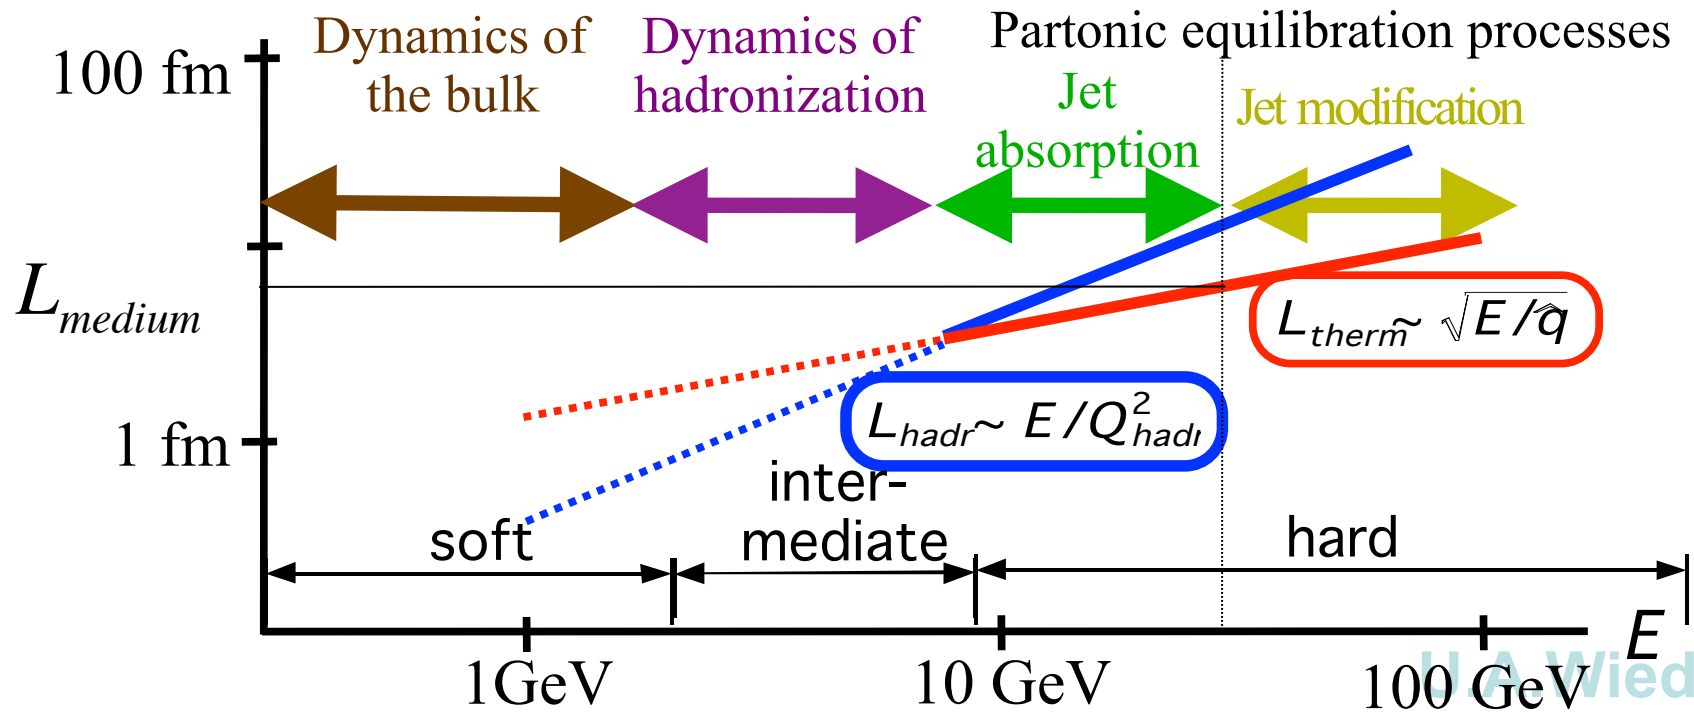 Dynamics of
the bulk
Dynamics of
hadronization
Partonic equilibration processes
Jet
absorption
Jet modification
100 fm
L_medium
1 fm
L_therm ~ √E/q̂
L_hadr ~ E/Q²_hadr
soft
inter-
mediate
hard
1GeV
10 GeV
100 GeV
E
U.A.Wied